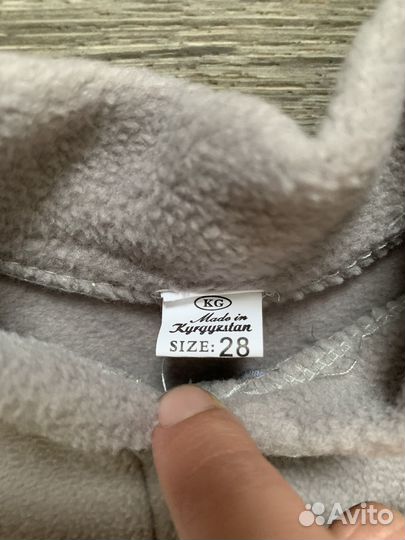 KG
Made in
Kyrgyzstan
SIZE: 28
Avito